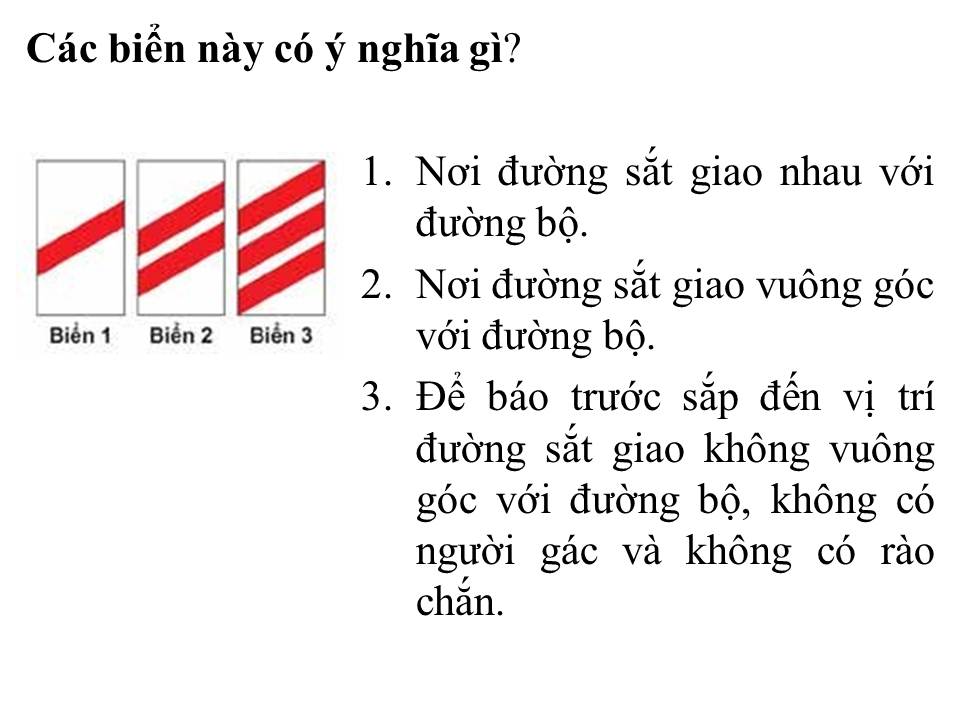 Các biển này có ý nghĩa gì?
Biển 1 Biển 2 Biển 3
1. Nơi đường sắt giao nhau với
đường bộ.
2. Nơi đường sắt giao vuông góc
với đường bộ.
3. Để báo trước sắp đến vị trí
đường sắt giao không vuông
góc với đường bộ, không có
người gác và không có rào
chắn.